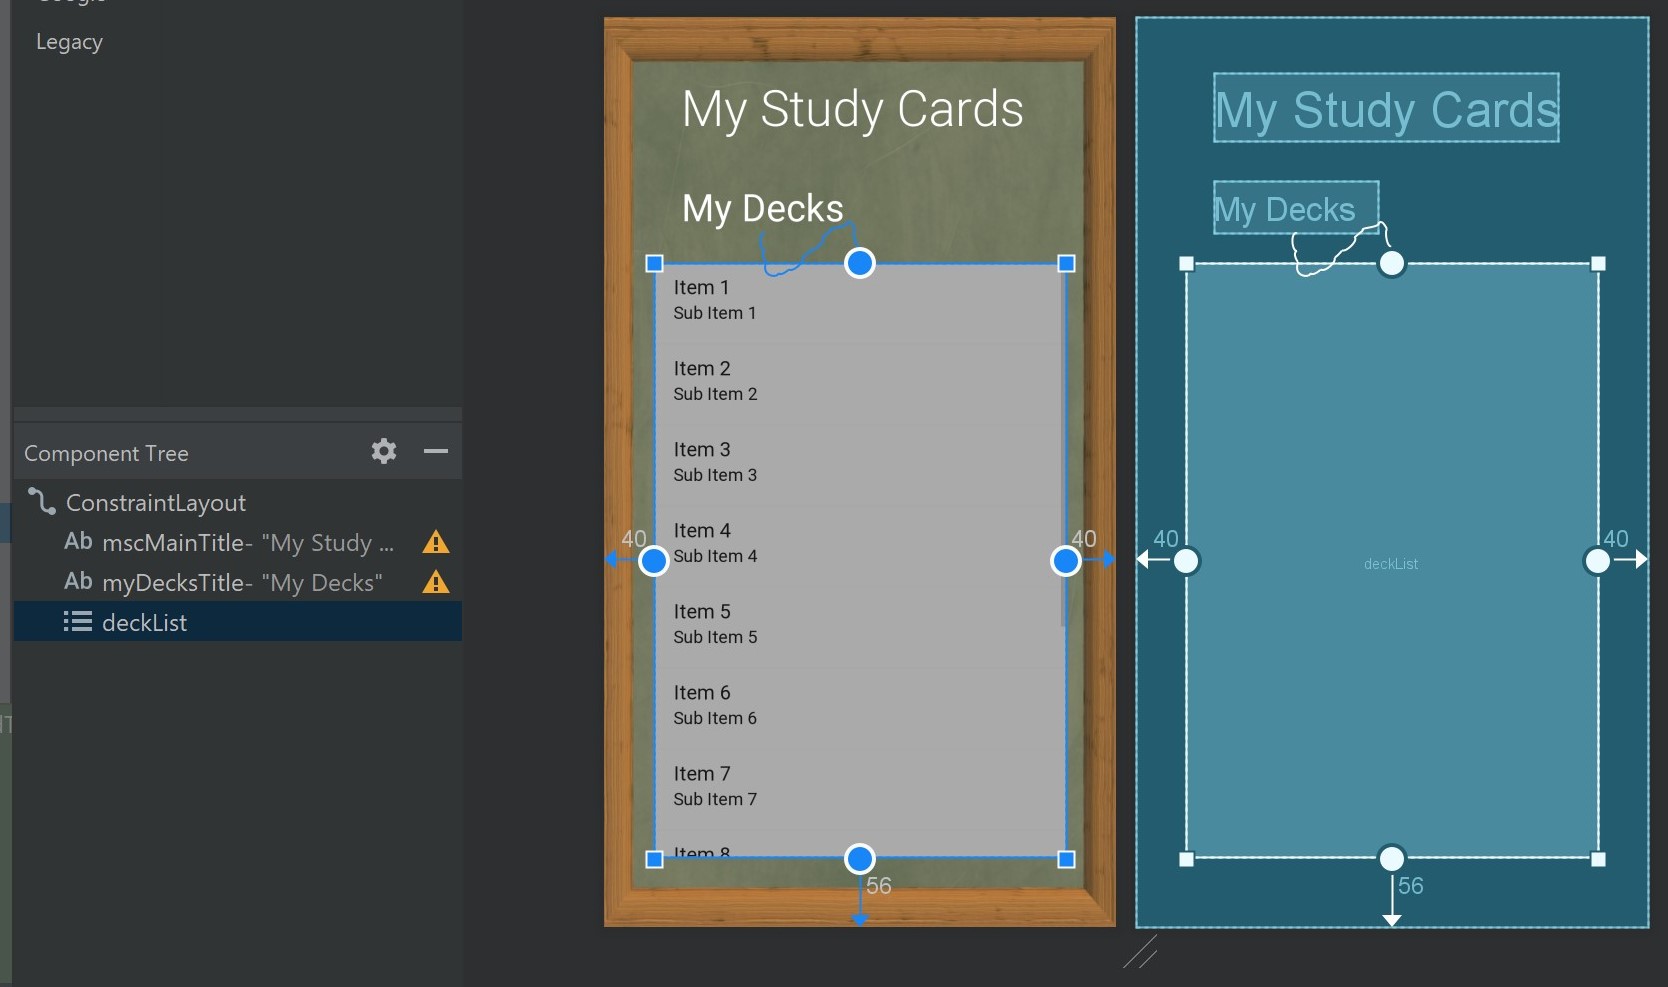 Legacy
My Study Cards
My Study Cards
My Decks
My Decks
Item 1
Sub Item 1
Item 2
Sub Item 2
Item 3
Sub Item 3
Component Tree
ConstraintLayout
Ab mscMainTitle- "My Study ...
Ab myDecksTitle- "My Decks"
deckList
Item 4
Sub Item 4
40
40
40
40
deckList
Item 5
Sub Item 5
Item 6
Sub Item 6
Item 7
Sub Item 7
Item 8
56
56